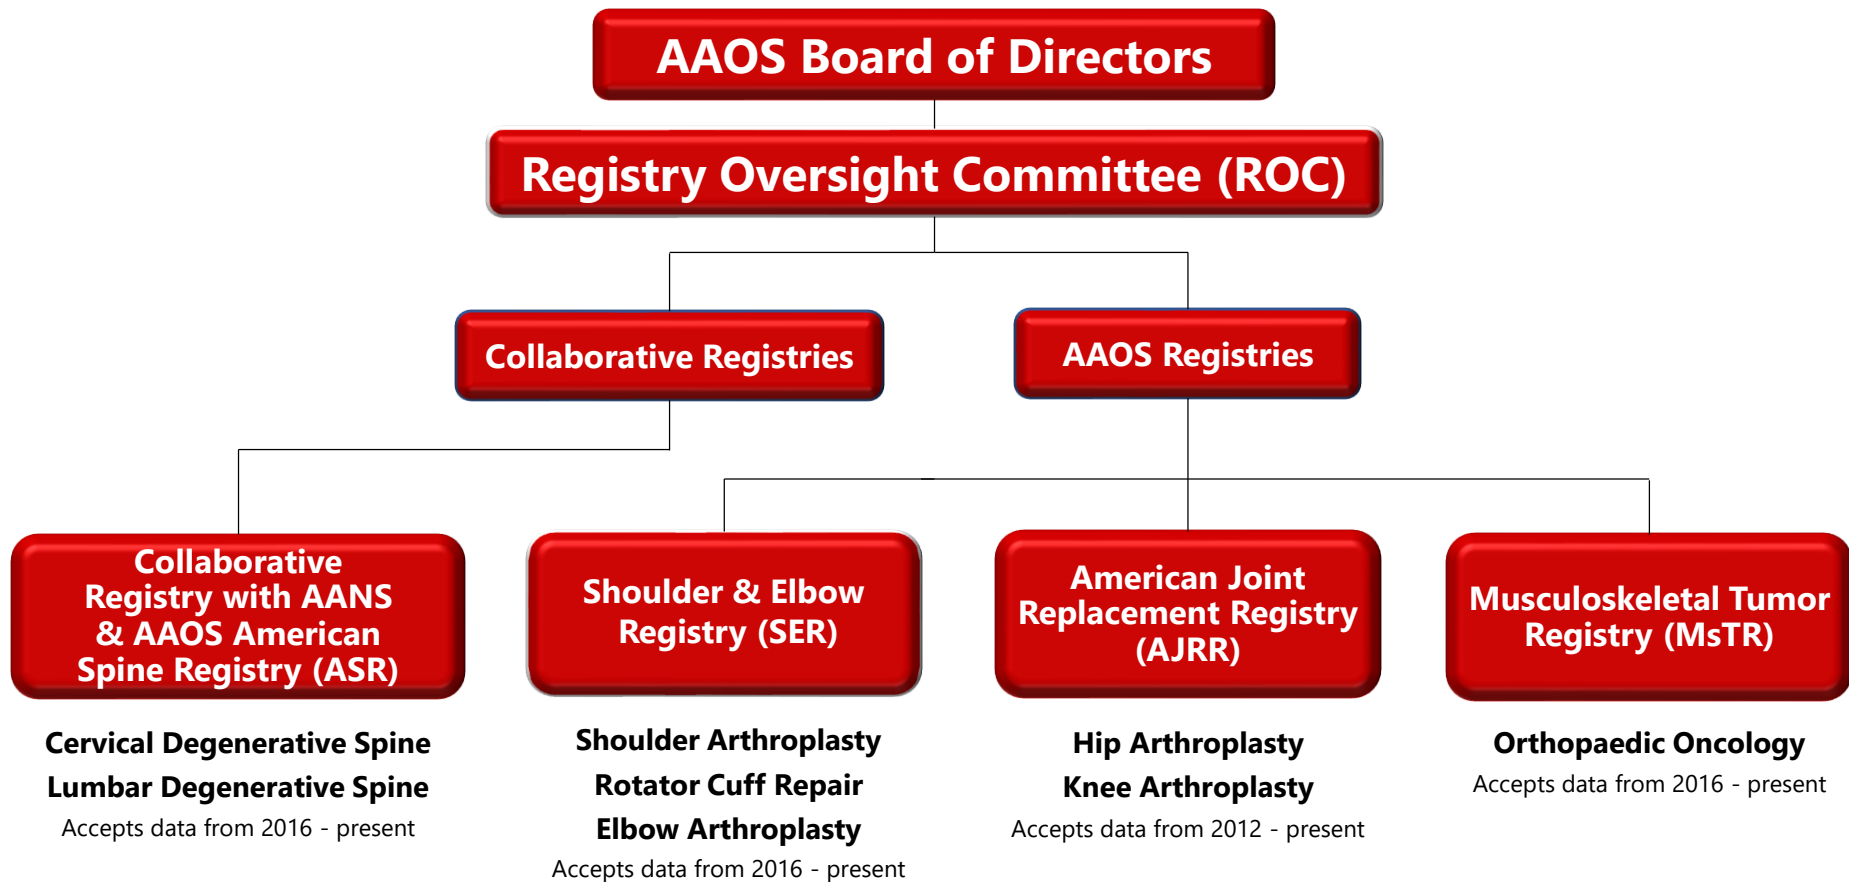 AAOS Board of Directors
Registry Oversight Committee (ROC)
Collaborative Registries
AAOS Registries
Collaborative
Registry with AANS
& AAOS American
Spine Registry (ASR)
Cervical Degenerative Spine
Lumbar Degenerative Spine
Accepts data from 2016 - present
Shoulder & Elbow
Registry (SER)
Shoulder Arthroplasty
Rotator Cuff Repair
Elbow Arthroplasty
Accepts data from 2016 - present
American Joint
Replacement Registry
(AJRR)
Hip Arthroplasty
Knee Arthroplasty
Accepts data from 2012 - present
Musculoskeletal Tumor
Registry (MsTR)
Orthopaedic Oncology
Accepts data from 2016 - present